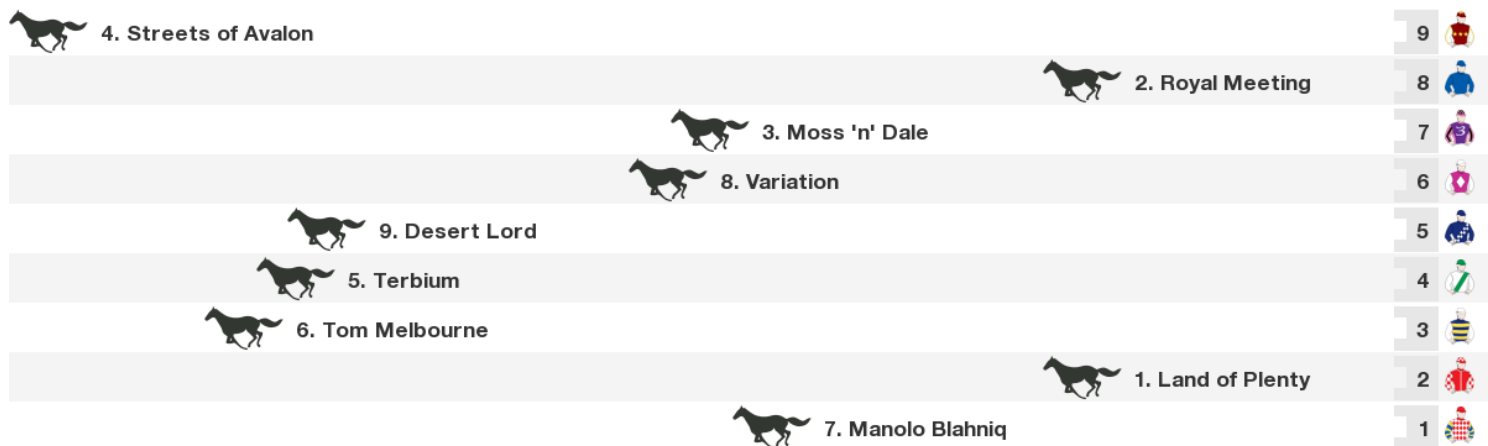 4. Streets of Avalon 9
2. Royal Meeting 8
3. Moss 'n' Dale 7 3
8. Variation 6
9. Desert Lord 5
5. Terbium 4
6. Tom Melbourne 3
1. Land of Plenty 2
7. Manolo Blahniq 1